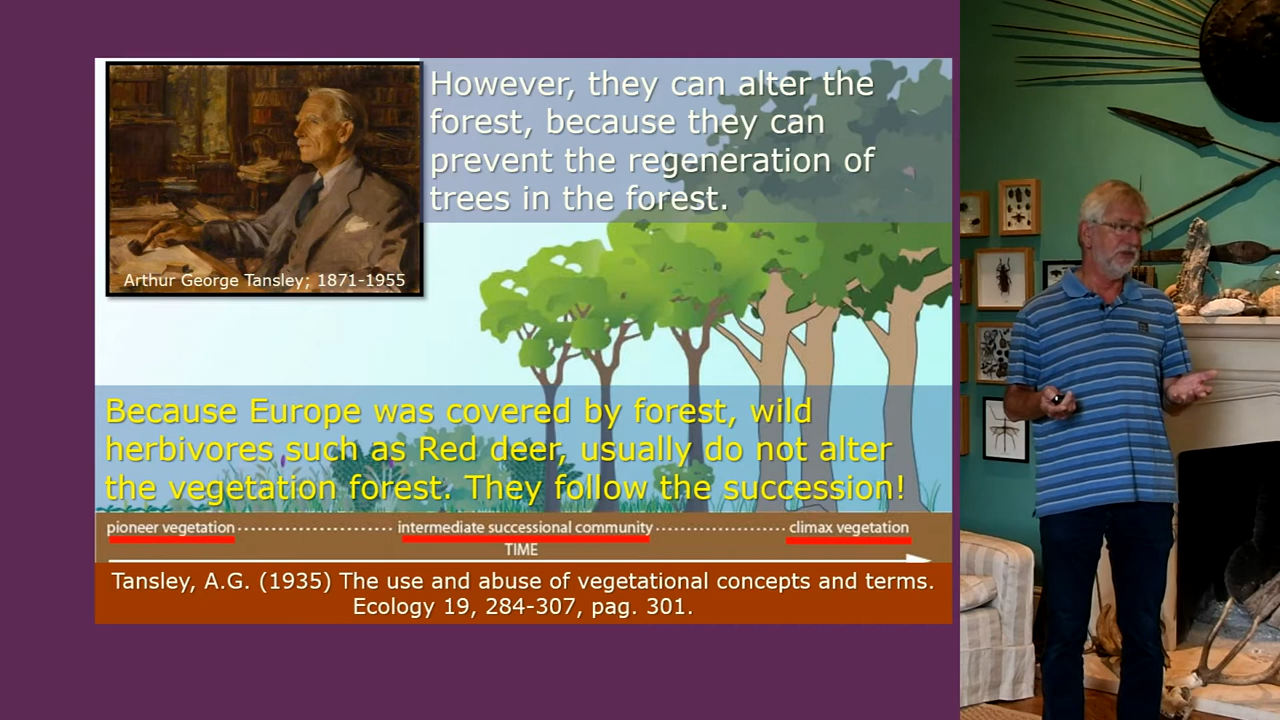 However, they can alter the
forest, because they can
prevent the regeneration of
trees in the forest.
Arthur George Tansley; 1871-1955
Because Europe was covered by forest, wild
herbivores such as Red deer, usually do not alter
the vegetation forest. They follow the succession!
pioneer vegetation ··················· intermediate successional community ················ climax vegetation
TIME
Tansley, A.G. (1935) The use and abuse of vegetational concepts and terms.
Ecology 19, 284-307, pag. 301.